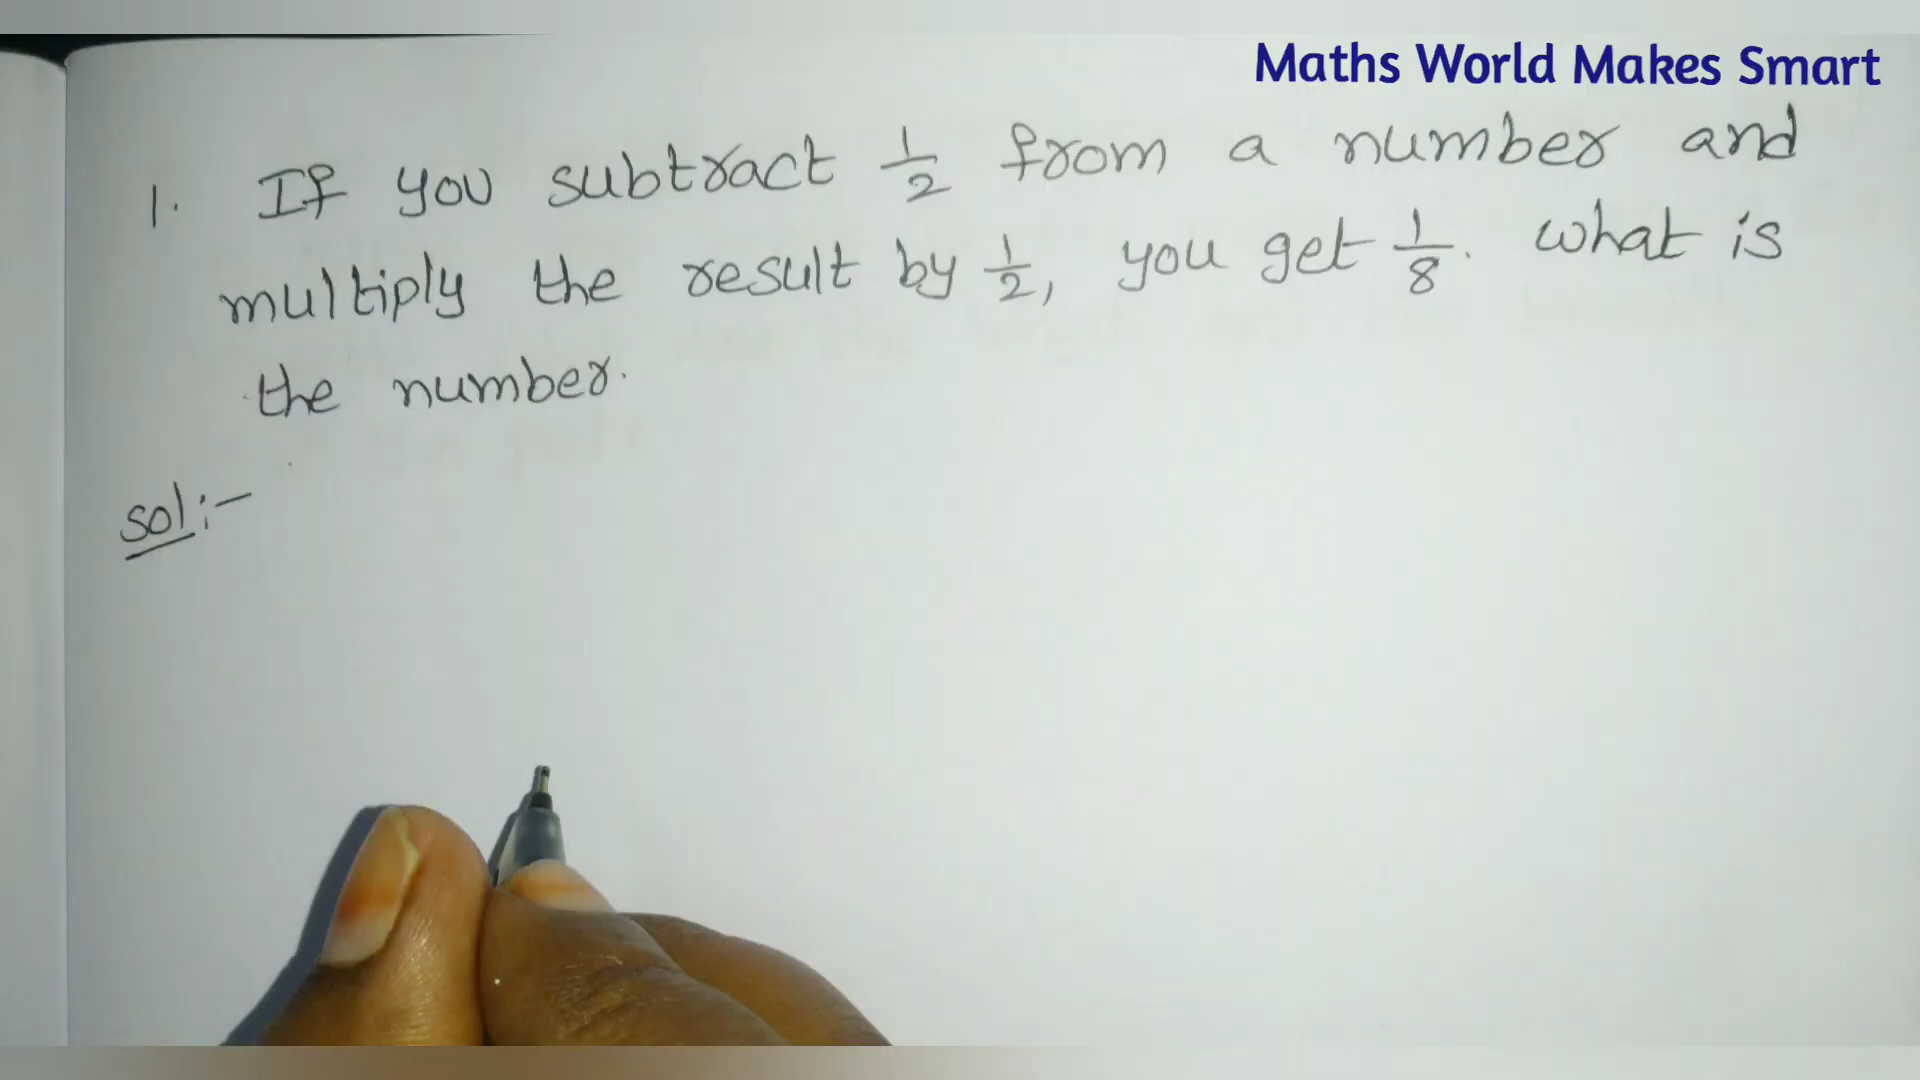 Maths World Makes Smart
1. If you subtract 1/2 from a number and
multiply the result by 1/2, you get 1/8. what is
the number.
Sol:-